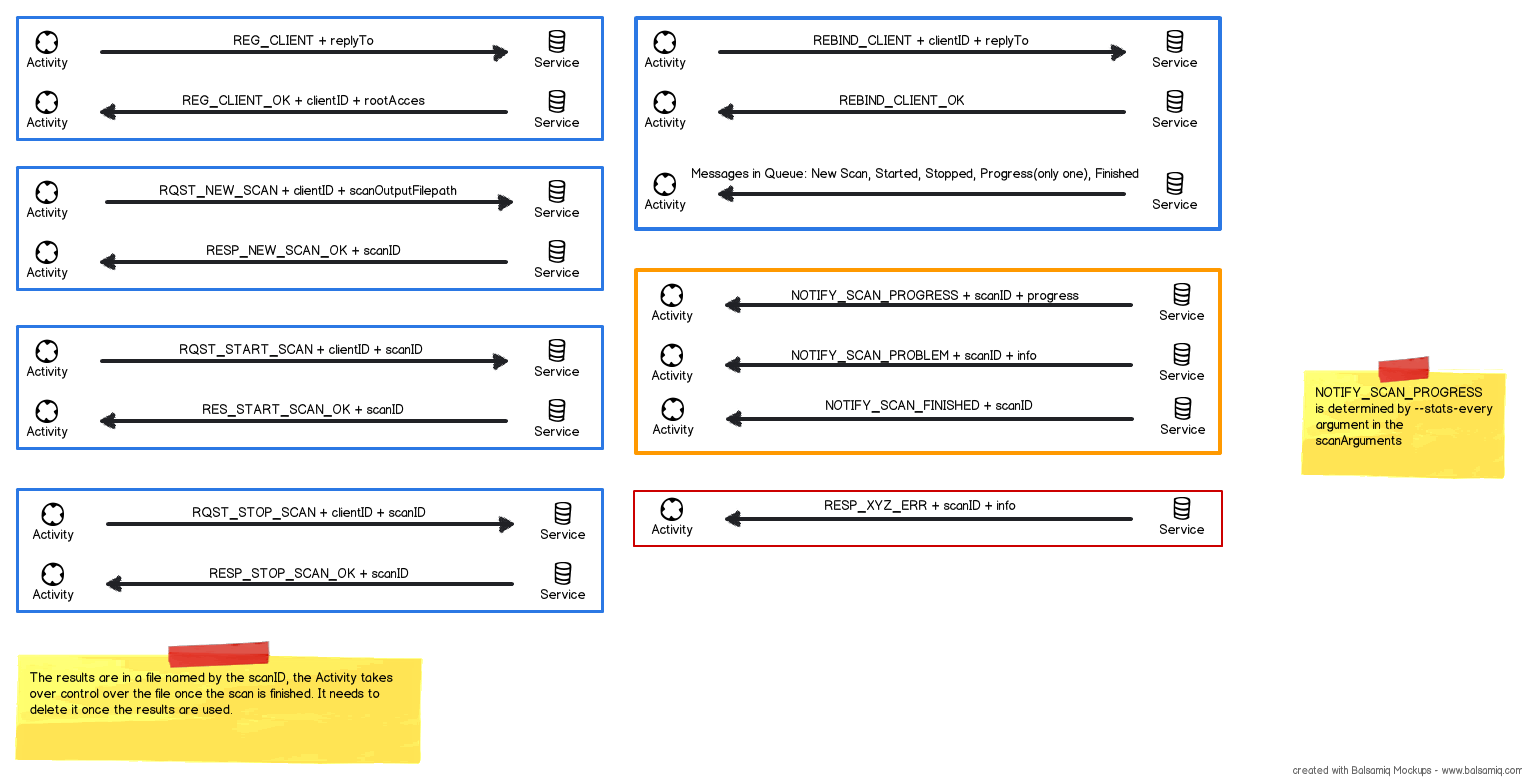 REG_CLIENT + replyTo
Activity
Service
REG_CLIENT_OK + clientID + rootAcces
Activity
Service
RQST_NEW_SCAN + clientID + scanOutputFilepath
Activity
Service
RESP_NEW_SCAN_OK + scanID
Activity
Service
RQST_START_SCAN + clientID + scanID
Activity
Service
RES_START_SCAN_OK + scanID
Activity
Service
RQST_STOP_SCAN + clientID + scanID
Activity
Service
RESP_STOP_SCAN_OK + scanID
Activity
Service
The results are in a file named by the scanID, the Activity takes
over control over the file once the scan is finished. It needs to
delete it once the results are used.
REBIND_CLIENT + clientID + replyTo
Activity
Service
REBIND_CLIENT_OK
Activity
Service
Messages in Queue: New Scan, Started, Stopped, Progress(only one), Finished
Activity
Service
NOTIFY_SCAN_PROGRESS + scanID + progress
Activity
Service
NOTIFY_SCAN_PROBLEM + scanID + info
Activity
Service
NOTIFY_SCAN_FINISHED + scanID
Activity
Service
RESP_XYZ_ERR + scanID + info
Activity
Service
NOTIFY_SCAN_PROGRESS
is determined by --stats-every
argument in the
scanArguments
created with Balsamiq Mockups - www.balsamiq.com